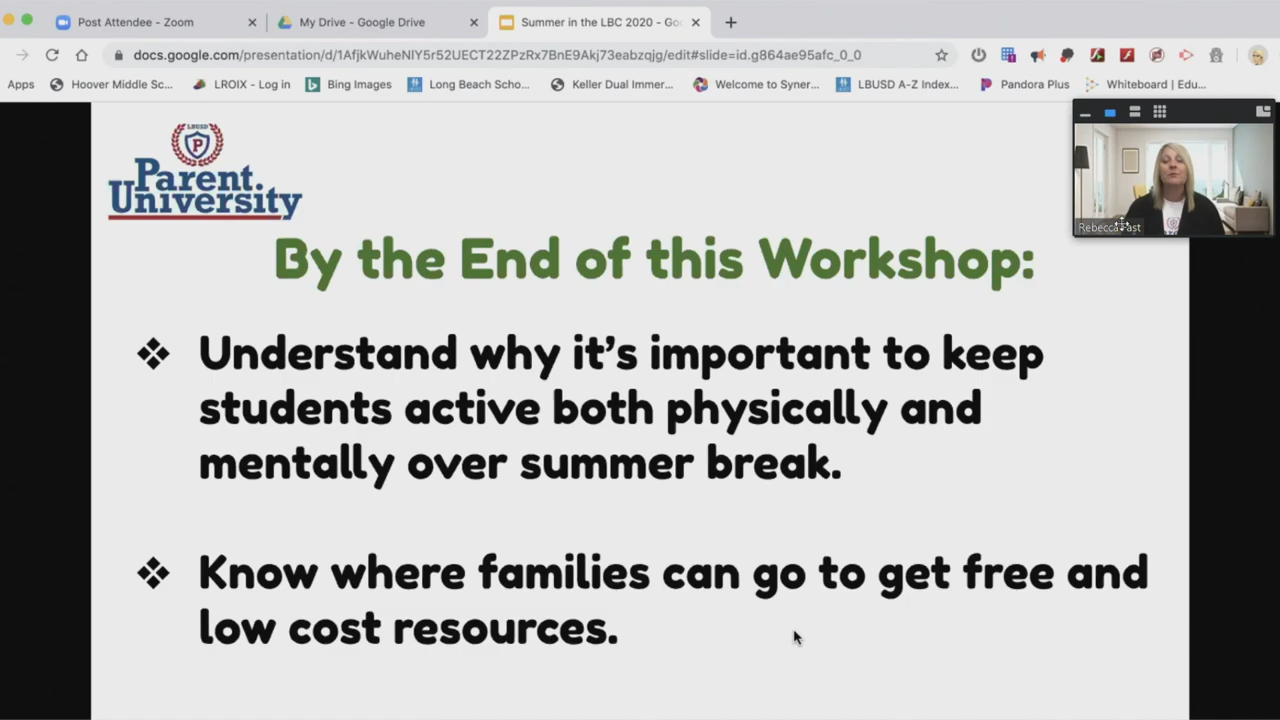 Post Attendee - Zoom
My Drive - Google Drive
Summer in the LBC 2020 - Goo
docs.google.com/presentation/d/1AfjkWuheNlY5r52UECT22ZPzRx7BnE9Akj73eabzqjg/edit#slide=id.g864ae95afc_0_0
Apps
Hoover Middle Sc...
LROIX - Log in
Bing Images
Long Beach Scho...
Keller Dual Immer...
Welcome to Syner...
LBUSD A-Z Index...
Pandora Plus
Whiteboard | Edu...
LBUSD
P
Parent.
University
Rebecca Fast
By the End of this Workshop:
❖ Understand why it's important to keep
students active both physically and
mentally over summer break.
❖ Know where families can go to get free and
low cost resources.